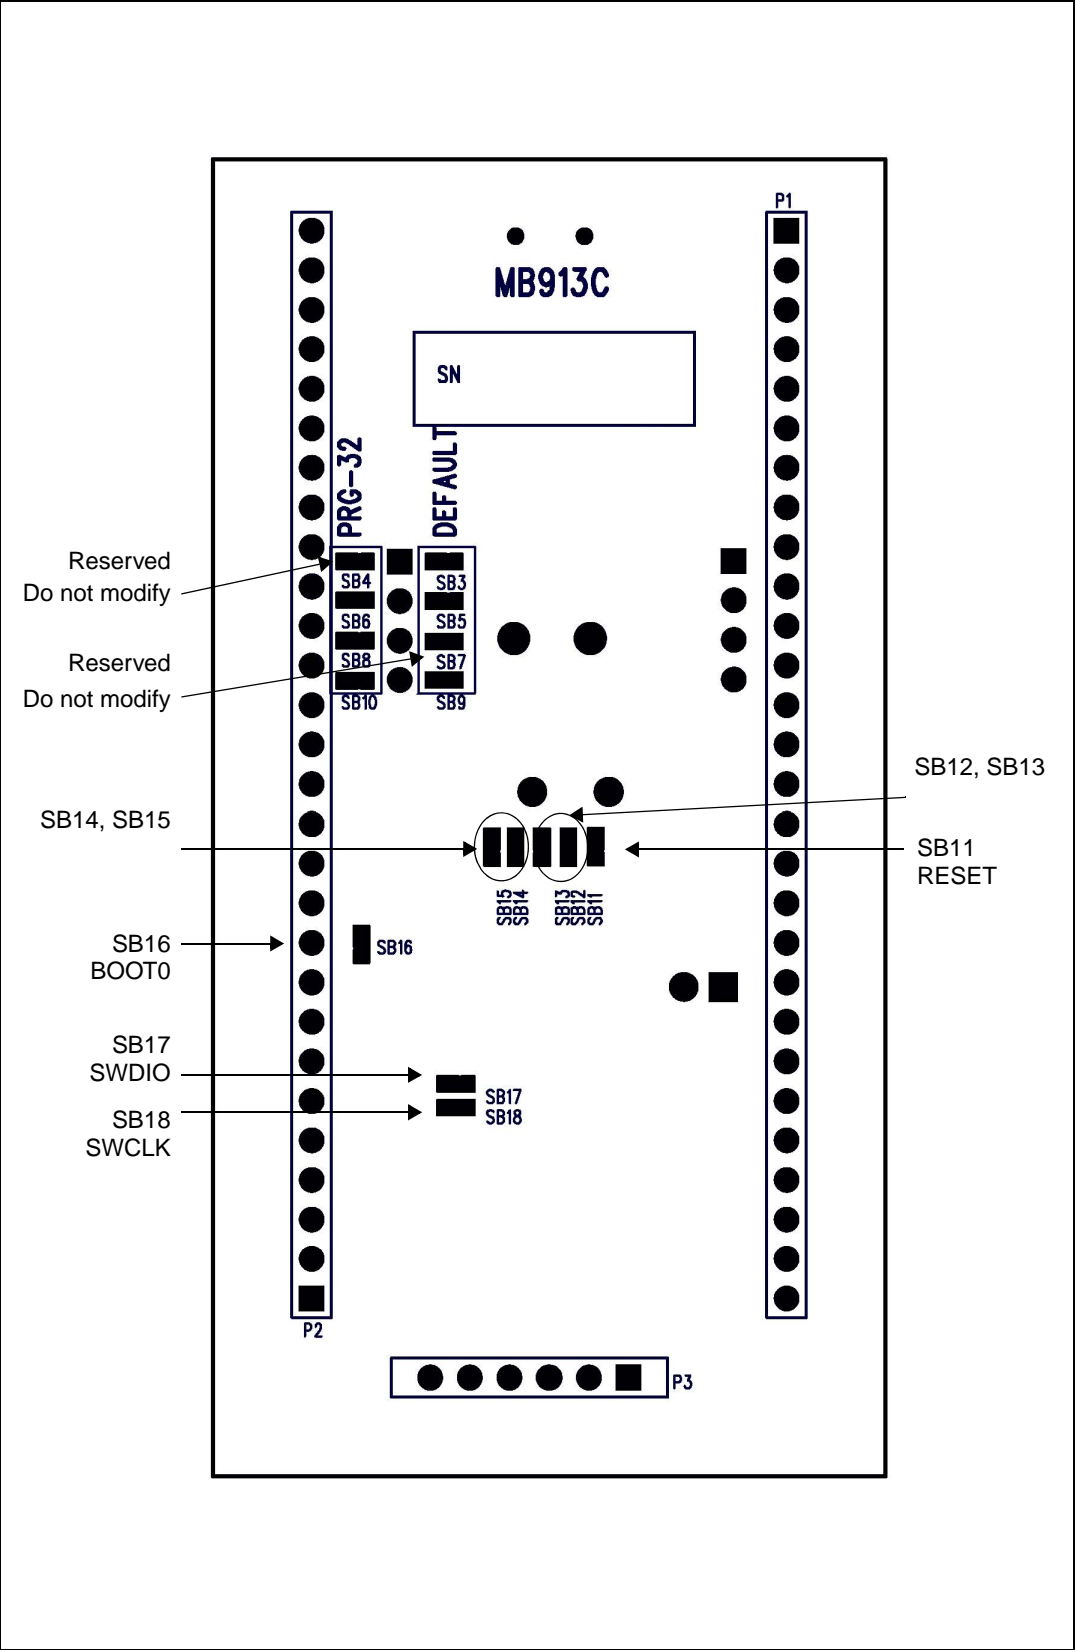 P1
MB913C
SN
PRG-32
DEFAULT
Reserved
Do not modify
SB4
SB3
SB6
SB5
Reserved
Do not modify
SB8
SB7
SB10
SB9
SB12, SB13
SB14, SB15
SB11
RESET
SB15
SB14
SB13
SB12
SB11
SB16
BOOT0
SB16
SB17
SWDIO
SB17
SB18
SB18
SWCLK
P2
P3